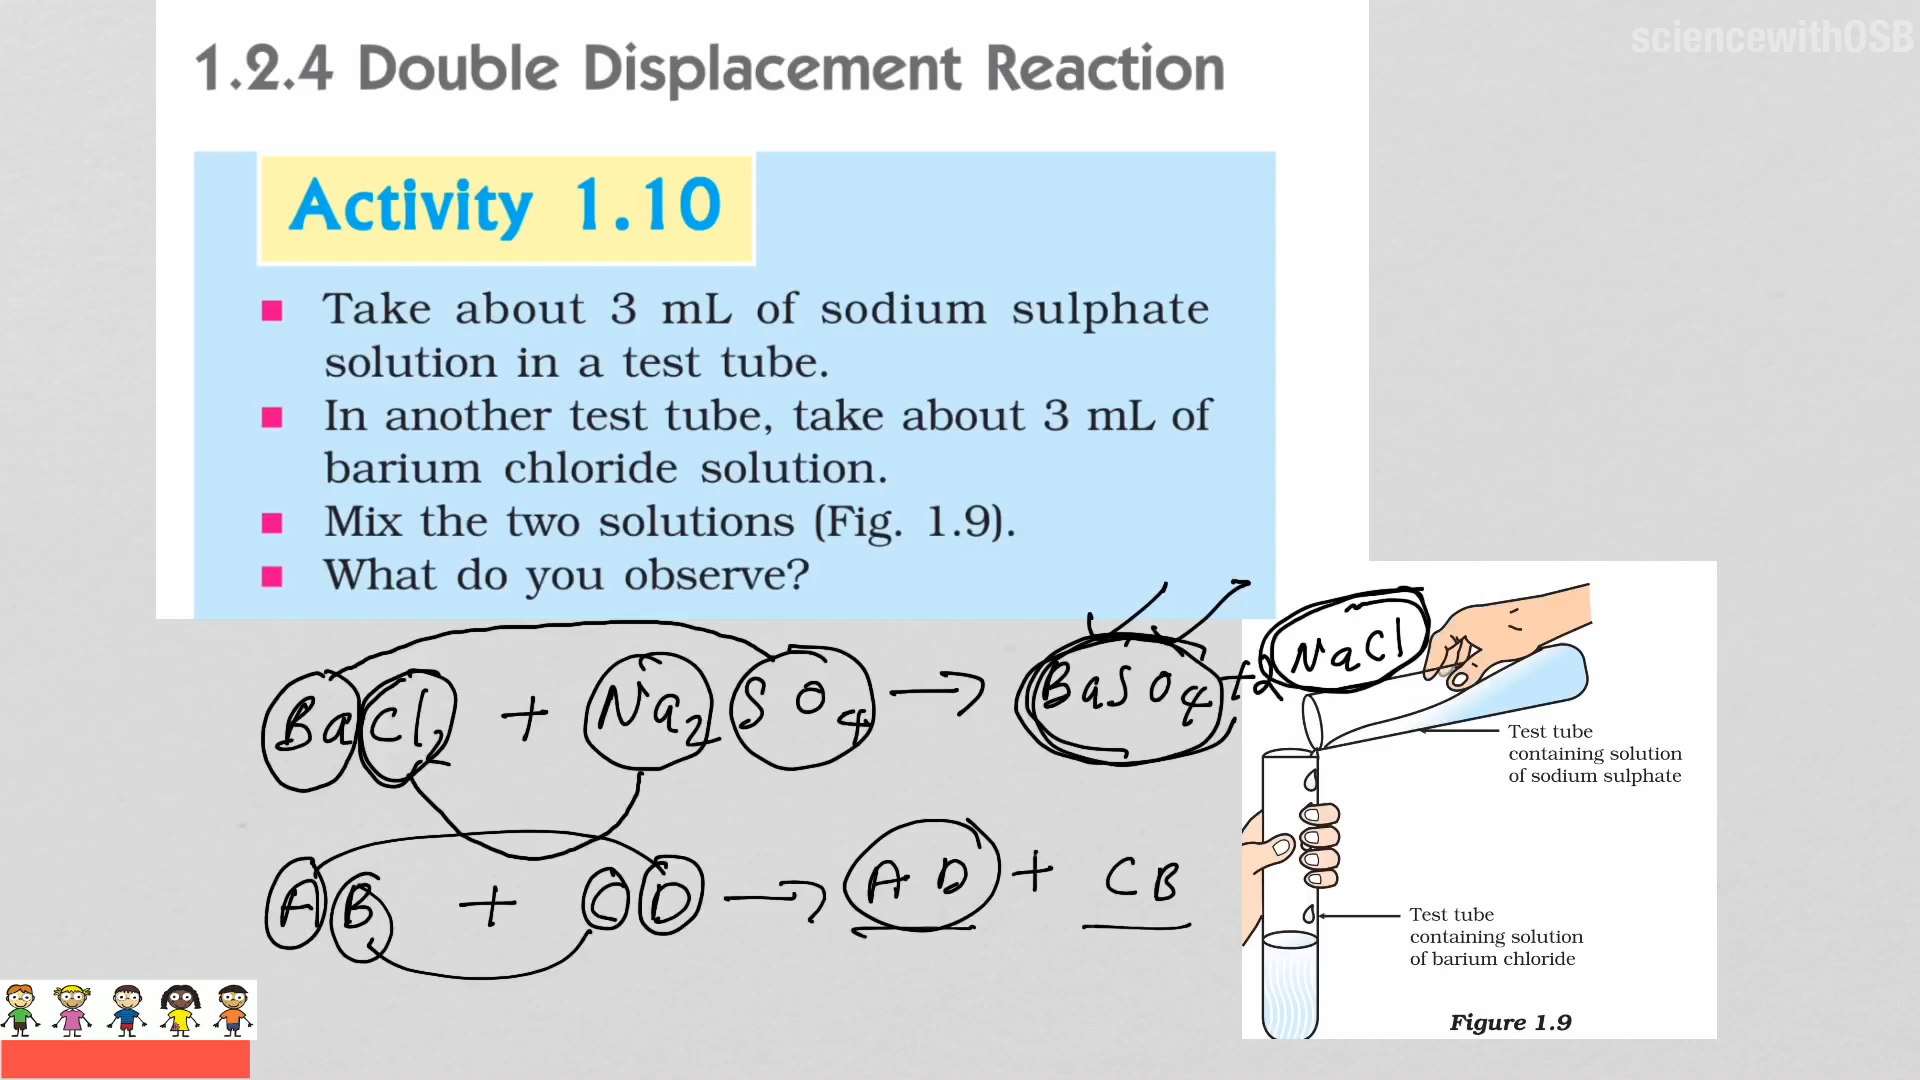 sciencewithOSB
1.2.4 Double Displacement Reaction
Activity 1.10
■ Take about 3 mL of sodium sulphate
solution in a test tube.
■ In another test tube, take about 3 mL of
barium chloride solution.
■ Mix the two solutions (Fig. 1.9).
■ What do you observe?
BaCl₂ + Na₂SO₄ → BaSO₄ + 2NaCl
AB + CD → AD + CB
Test tube
containing solution
of sodium sulphate
Test tube
containing solution
of barium chloride
Figure 1.9